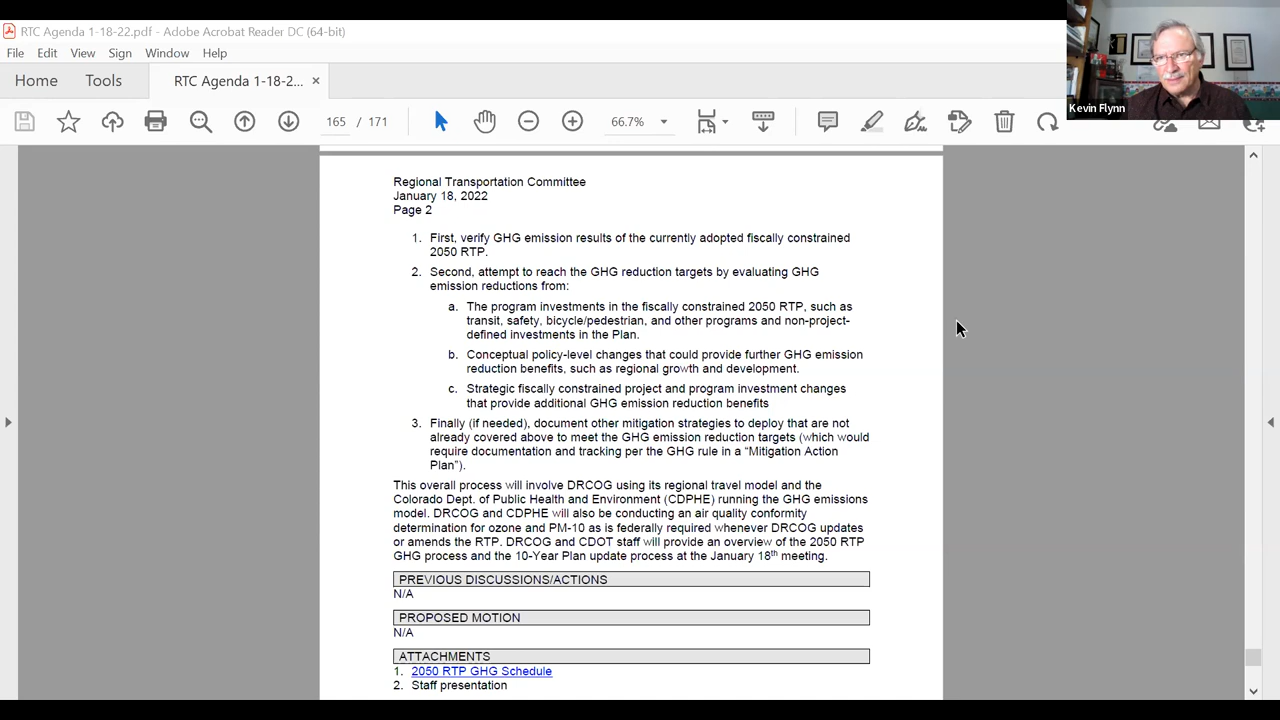 RTC Agenda 1-18-22.pdf - Adobe Acrobat Reader DC (64-bit)
File Edit View Sign Window Help
Home Tools RTC Agenda 1-18-2... ×
165 / 171 66.7%
Kevin Flynn
Regional Transportation Committee
January 18, 2022
Page 2
1. First, verify GHG emission results of the currently adopted fiscally constrained
2050 RTP.
2. Second, attempt to reach the GHG reduction targets by evaluating GHG
emission reductions from:
a. The program investments in the fiscally constrained 2050 RTP, such as
transit, safety, bicycle/pedestrian, and other programs and non-project-
defined investments in the Plan.
b. Conceptual policy-level changes that could provide further GHG emission
reduction benefits, such as regional growth and development.
c. Strategic fiscally constrained project and program investment changes
that provide additional GHG emission reduction benefits
3. Finally (if needed), document other mitigation strategies to deploy that are not
already covered above to meet the GHG emission reduction targets (which would
require documentation and tracking per the GHG rule in a “Mitigation Action
Plan”).
This overall process will involve DRCOG using its regional travel model and the
Colorado Dept. of Public Health and Environment (CDPHE) running the GHG emissions
model. DRCOG and CDPHE will also be conducting an air quality conformity
determination for ozone and PM-10 as is federally required whenever DRCOG updates
or amends the RTP. DRCOG and CDOT staff will provide an overview of the 2050 RTP
GHG process and the 10-Year Plan update process at the January 18th meeting.
PREVIOUS DISCUSSIONS/ACTIONS
N/A
PROPOSED MOTION
N/A
ATTACHMENTS
1. 2050 RTP GHG Schedule
2. Staff presentation